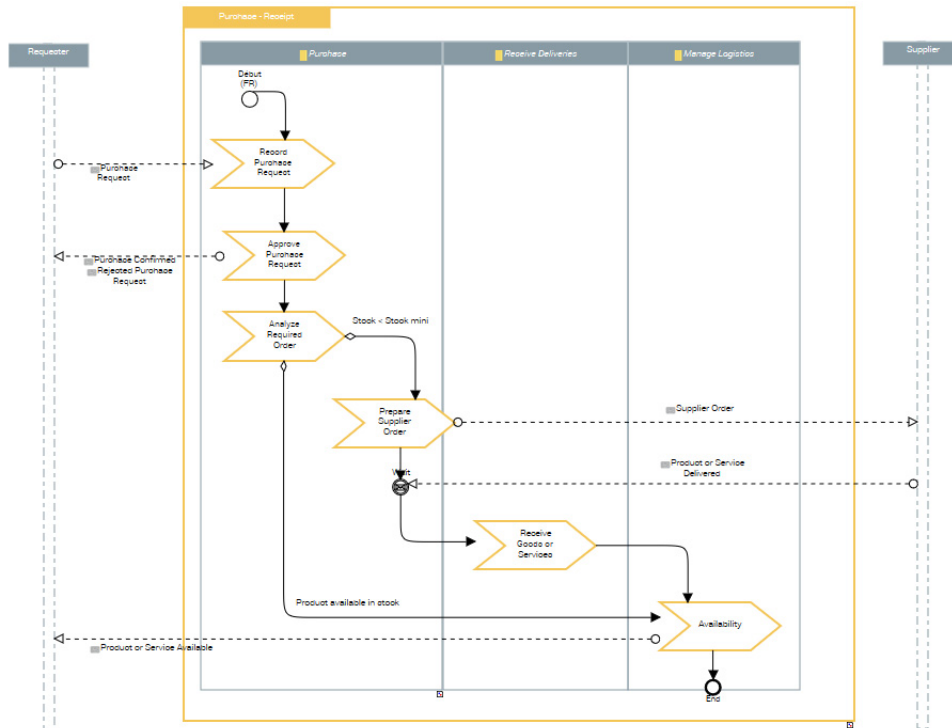 Purchase - Receipt
Requester
Purchase
Receive Deliveries
Manage Logistics
Supplier
Début
(FR)
Record
Purchase
Request
Purchase
Request
Approve
Purchase
Request
Purchase Confirmed
Rejected Purchase
Request
Analyze
Required
Order
Stock < Stock mini
Prepare
Supplier
Order
Supplier Order
Product or Service
Delivered
Wait
Receive
Goods or
Services
Product available in stock
Availability
Product or Service Available
End